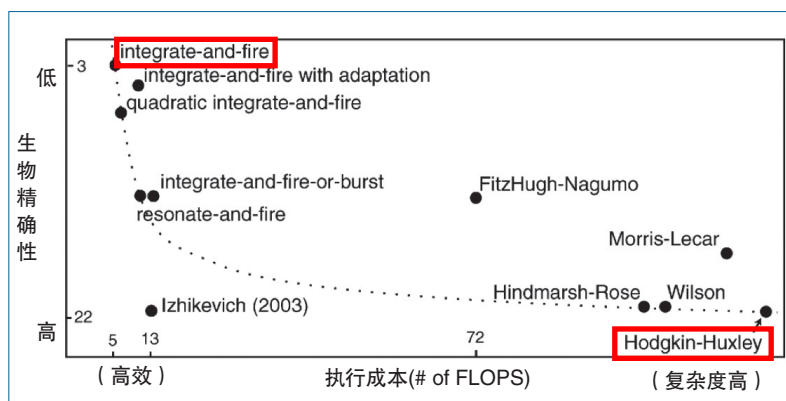 integrate-and-fire
低
3
integrate-and-fire with adaptation
quadratic integrate-and-fire
生物精确性
integrate-and-fire-or-burst
FitzHugh-Nagumo
resonate-and-fire
Morris-Lecar
Hindmarsh-Rose
Wilson
Izhikevich (2003)
高
22
5
13
72
Hodgkin-Huxley
（高效）
执行成本(# of FLOPS)
（复杂度高）